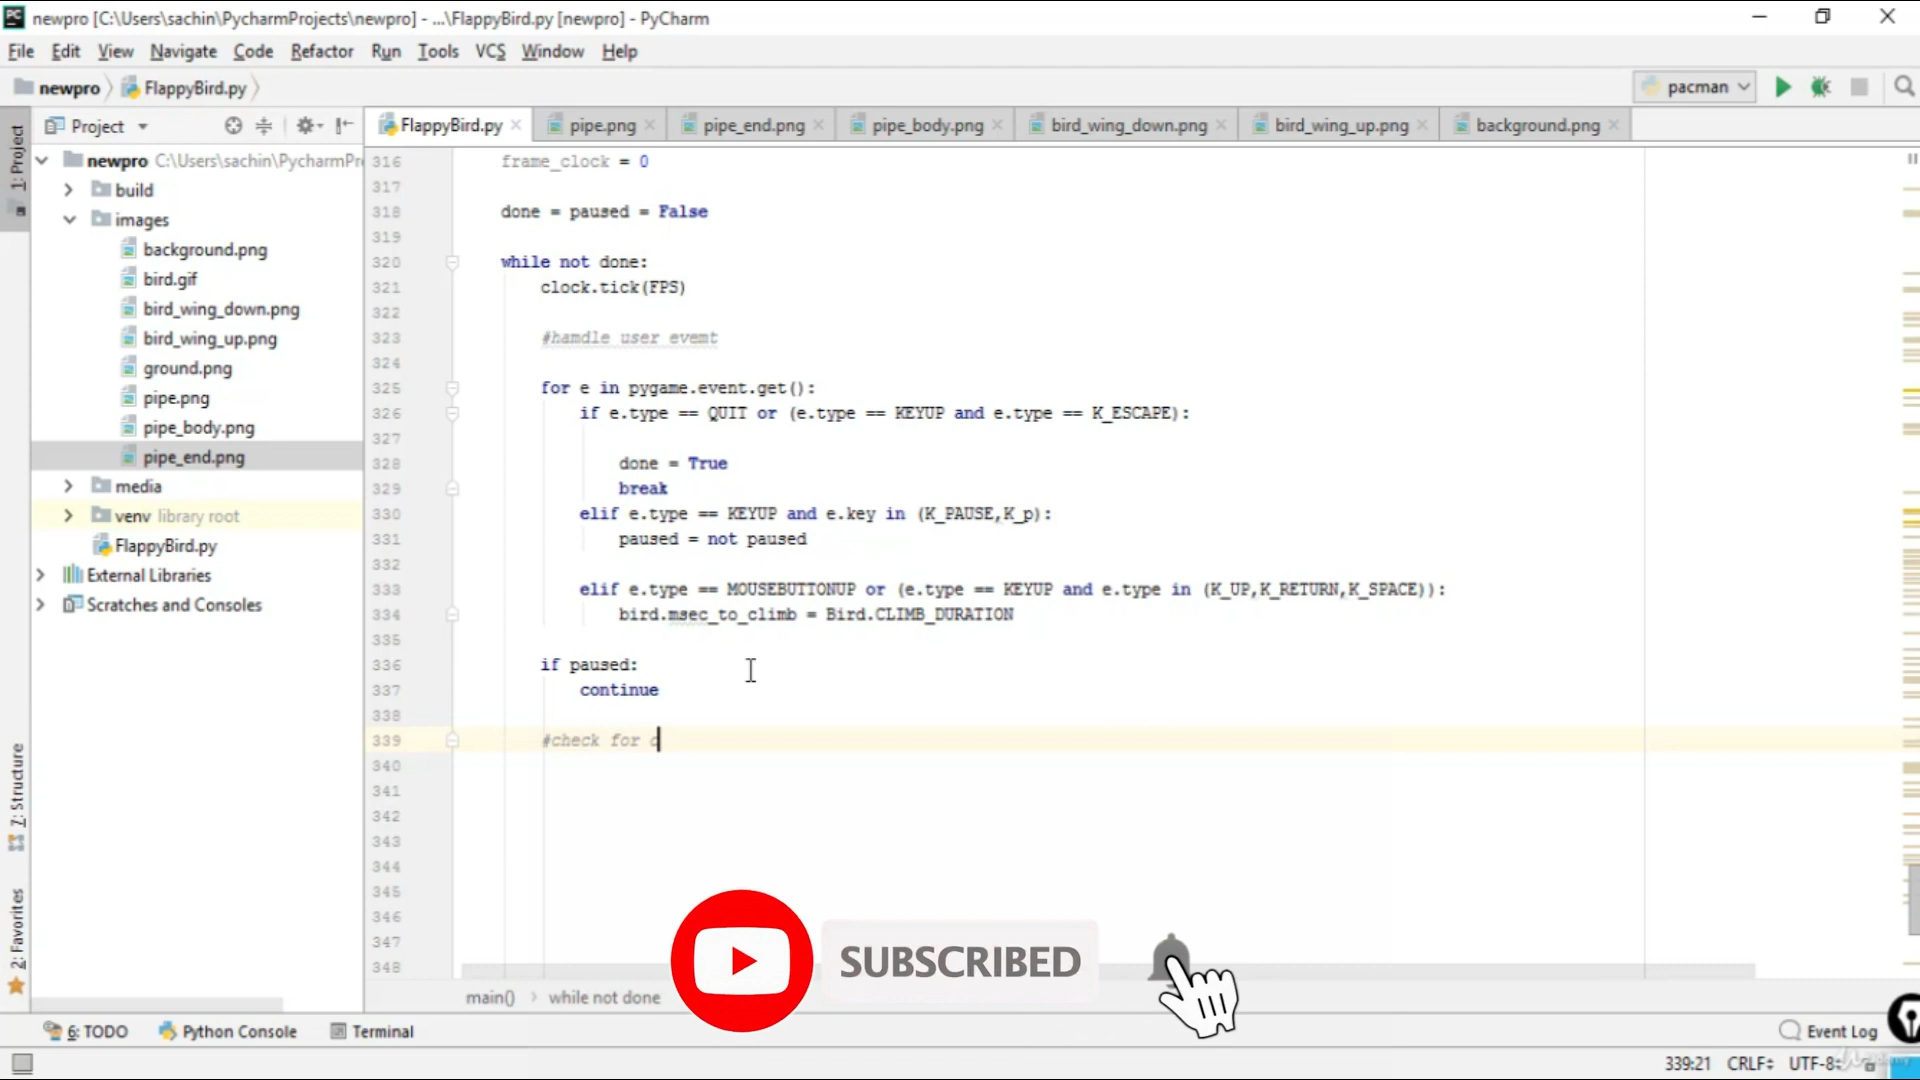 newpro [C:\Users\sachin\PycharmProjects\newpro] - ...\FlappyBird.py [newpro] - PyCharm
File Edit View Navigate Code Refactor Run Tools VCS Window Help
newpro FlappyBird.py pacman
Project FlappyBird.py pipe.png pipe_end.png pipe_body.png bird_wing_down.png bird_wing_up.png background.png
1: Project
7: Structure
2: Favorites
newpro C:\Users\sachin\PycharmPr
build
images
background.png
bird.gif
bird_wing_down.png
bird_wing_up.png
ground.png
pipe.png
pipe_body.png
pipe_end.png
media
venv library root
FlappyBird.py
External Libraries
Scratches and Consoles
316 frame_clock = 0
317
318 done = paused = False
319
320 while not done:
321 clock.tick(FPS)
322
323 #hamdle user evemt
324
325 for e in pygame.event.get():
326 if e.type == QUIT or (e.type == KEYUP and e.type == K_ESCAPE):
327
328 done = True
329 break
330 elif e.type == KEYUP and e.key in (K_PAUSE,K_p):
331 paused = not paused
332
333 elif e.type == MOUSEBUTTONUP or (e.type == KEYUP and e.type in (K_UP,K_RETURN,K_SPACE)):
334 bird.msec_to_climb = Bird.CLIMB_DURATION
335
336 if paused:
337 continue
338
339 #check for c
340
341
342
343
344
345
346
347
348
SUBSCRIBED
main() while not done
6: TODO Python Console Terminal Event Log
339:21 CRLF UTF-8